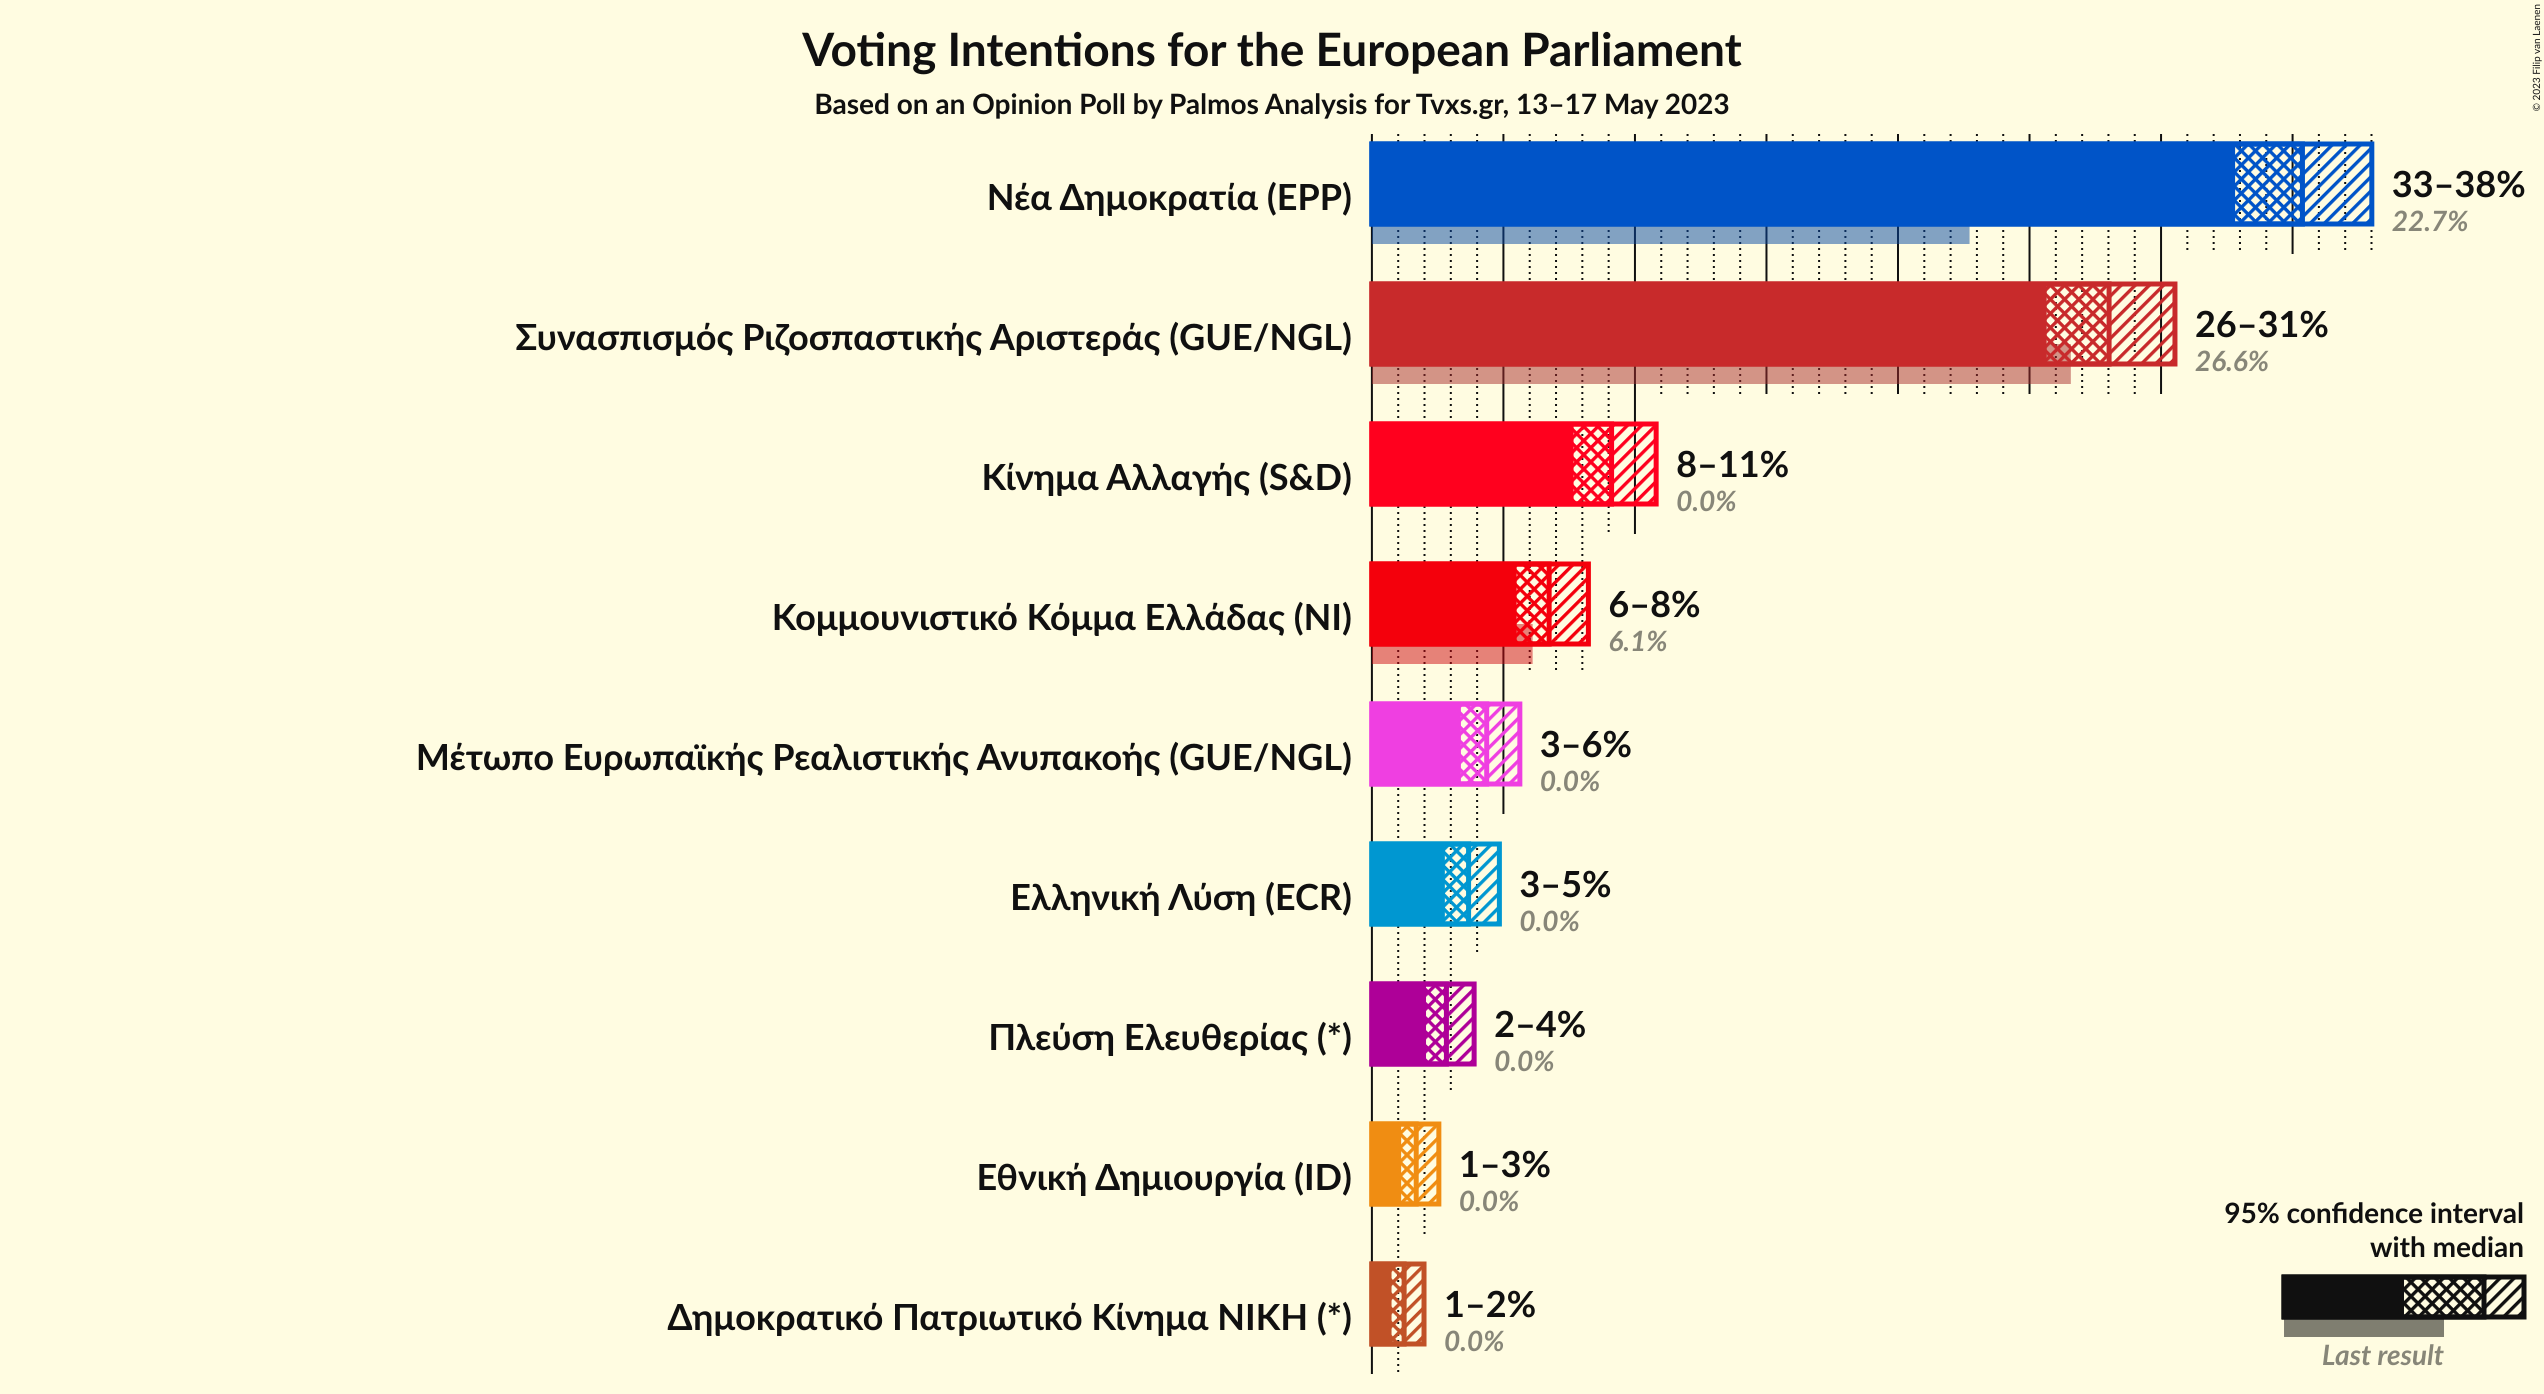 Voting Intentions for the European Parliament
Based on an Opinion Poll by Palmos Analysis for Tvxs.gr, 13–17 May 2023
© 2023 Filip van Laenen
Νέα Δημοκρατία (EPP)
33–38%
22.7%
Συνασπισμός Ριζοσπαστικής Αριστεράς (GUE/NGL)
26–31%
26.6%
Κίνημα Αλλαγής (S&D)
8–11%
0.0%
Κομμουνιστικό Κόμμα Ελλάδας (NI)
6–8%
6.1%
Μέτωπο Ευρωπαϊκής Ρεαλιστικής Ανυπακοής (GUE/NGL)
3–6%
0.0%
Ελληνική Λύση (ECR)
3–5%
0.0%
Πλεύση Ελευθερίας (*)
2–4%
0.0%
Εθνική Δημιουργία (ID)
1–3%
0.0%
Δημοκρατικό Πατριωτικό Κίνημα ΝΙΚΗ (*)
1–2%
0.0%
95% confidence interval
with median
Last result